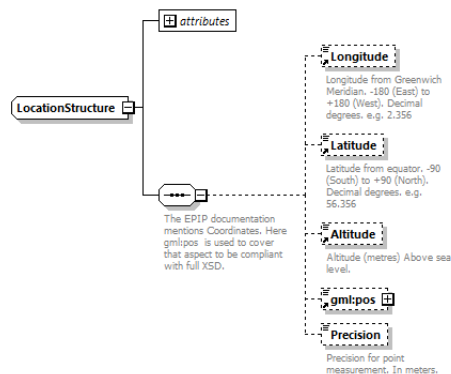 attributes
LocationStructure
The EPIP documentation
mentions Coordinates. Here
gml:pos is used to cover
that aspect to be compliant
with full XSD.
Longitude
Longitude from Greenwich
Meridian. -180 (East) to
+180 (West). Decimal
degrees. e.g. 2.356
Latitude
Latitude from equator. -90
(South) to +90 (North).
Decimal degrees. e.g.
56.356
Altitude
Altitude (metres) Above sea
level.
gml:pos
Precision
Precision for point
measurement. In meters.